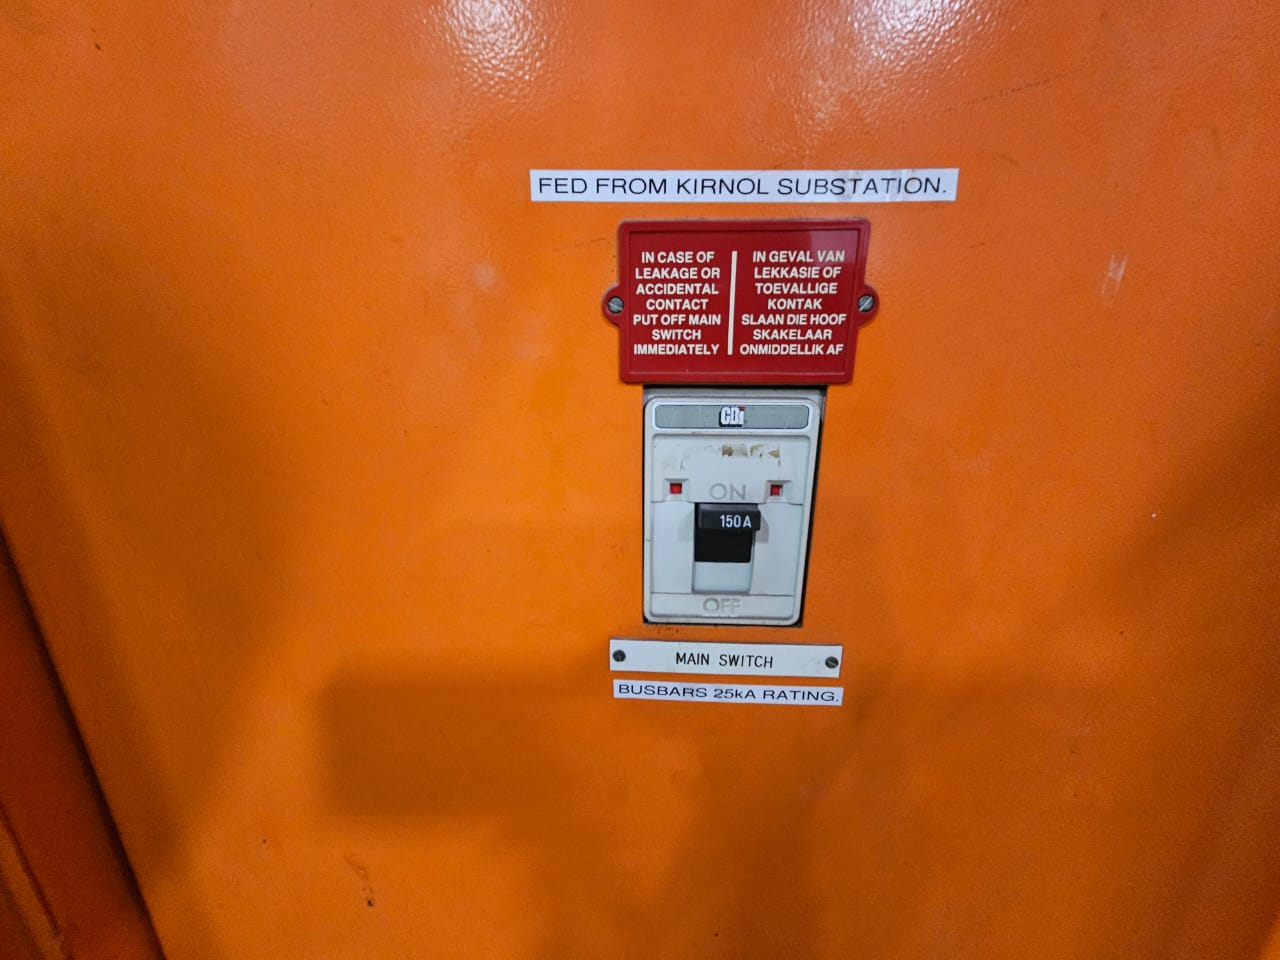 FED FROM KIRNOL SUBSTATION.
IN CASE OF
LEAKAGE OR
ACCIDENTAL
CONTACT
PUT OFF MAIN
SWITCH
IMMEDIATELY
IN GEVAL VAN
LEKKASIE OF
TOEVALLIGE
KONTAK
SLAAN DIE HOOF
SKAKELAAR
ONMIDDELLIK AF
CBi
ON
150A
OFF
MAIN SWITCH
BUSBARS 25kA RATING.